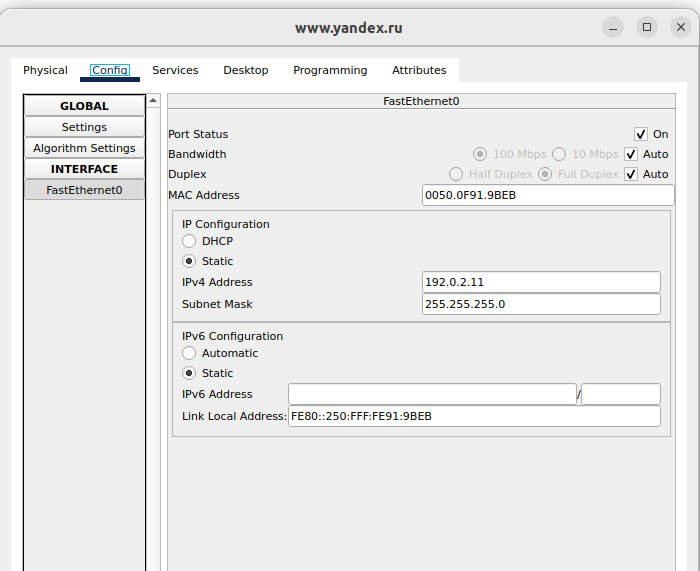 www.yandex.ru
Physical Config Services Desktop Programming Attributes
GLOBAL
Settings
Algorithm Settings
INTERFACE
FastEthernet0
FastEthernet0
Port Status On
Bandwidth 100 Mbps 10 Mbps Auto
Duplex Half Duplex Full Duplex Auto
MAC Address 0050.0F91.9BEB
IP Configuration
DHCP
Static
IPv4 Address 192.0.2.11
Subnet Mask 255.255.255.0
IPv6 Configuration
Automatic
Static
IPv6 Address /
Link Local Address: FE80::250:FFF:FE91:9BEB